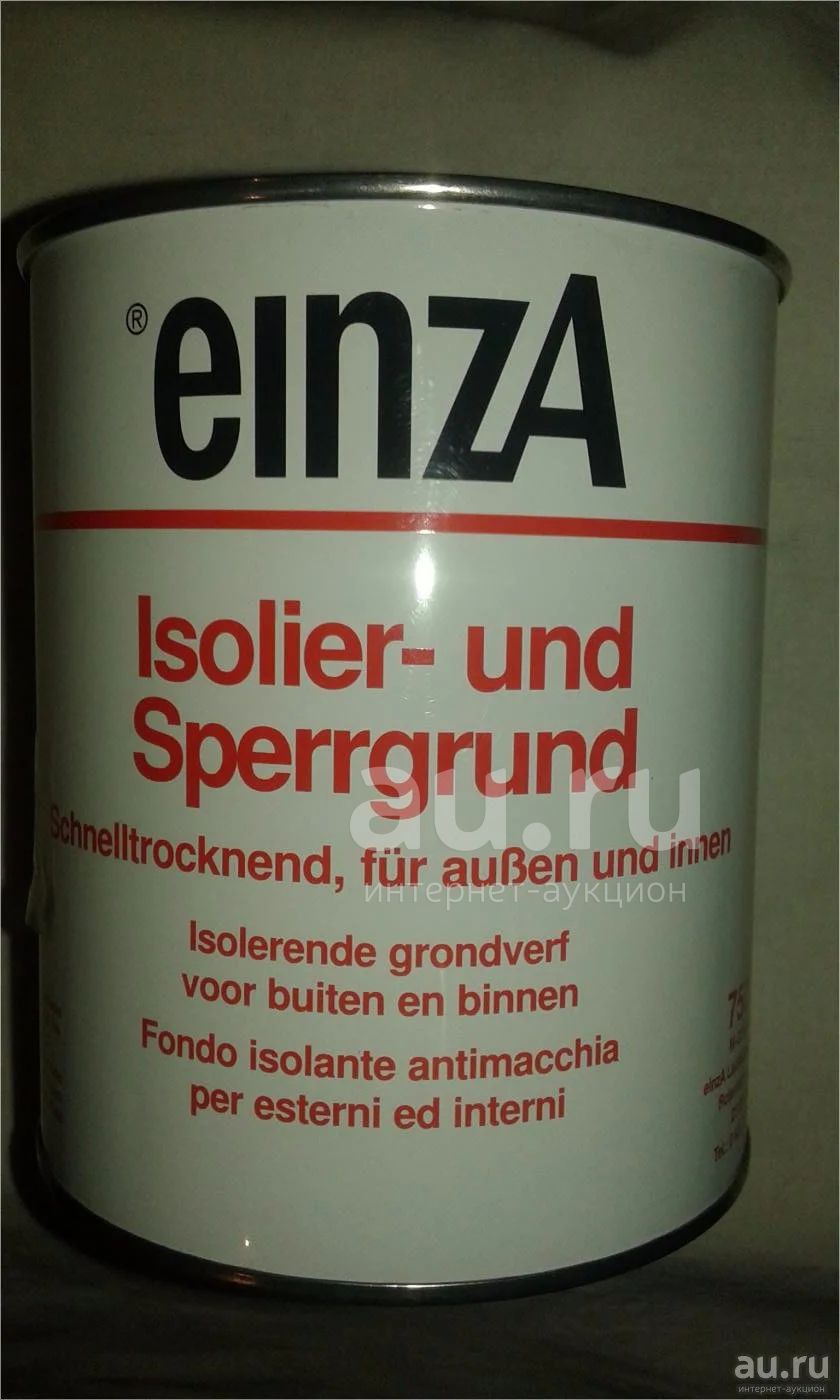 ® einzA
Isolier- und
Sperrgrund
Schnelltrocknend, für außen und innen
au.ru
интернет-аукцион
Isolerende grondverf
voor buiten en binnen
Fondo isolante antimacchia
per esterni ed interni
einzA
au.ru
интернет-аукцион